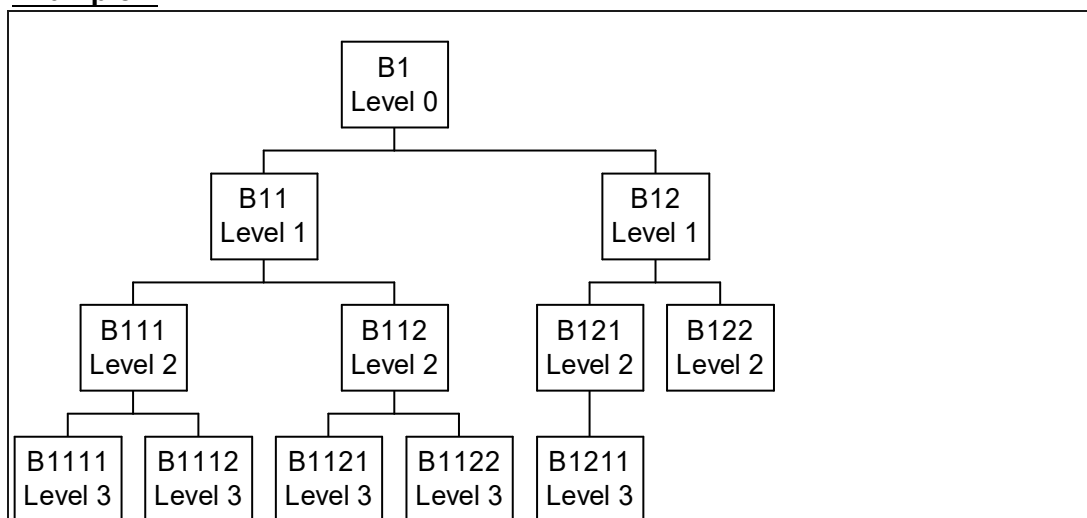 B1
Level 0
B11
Level 1
B12
Level 1
B111
Level 2
B112
Level 2
B121
Level 2
B122
Level 2
B1111
Level 3
B1112
Level 3
B1121
Level 3
B1122
Level 3
B1211
Level 3